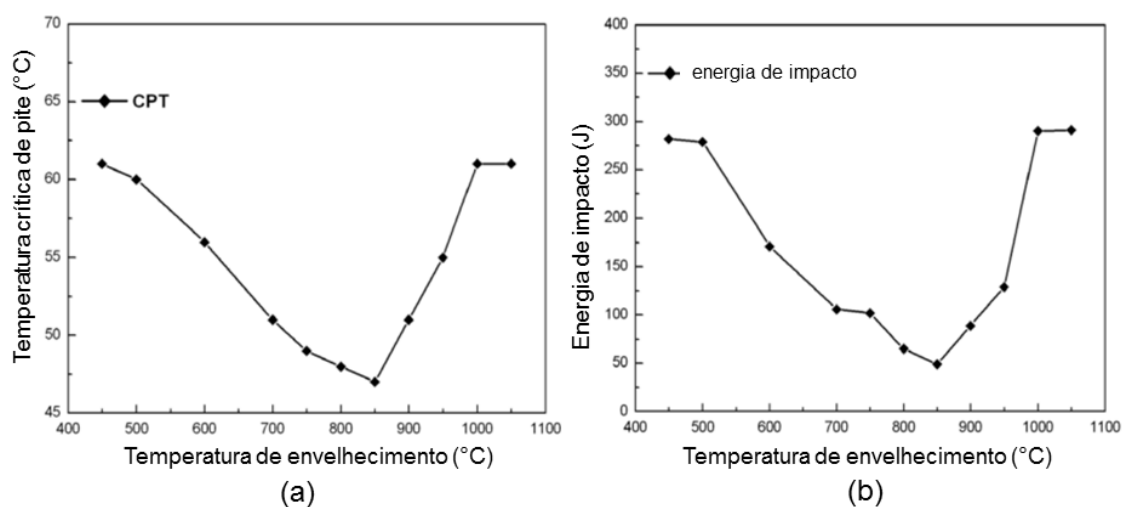 70
65
60
55
50
45
Temperatura crítica de pite (°C)
CPT
400 500 600 700 800 900 1000 1100
Temperatura de envelhecimento (°C)
(a)
400
350
300
250
200
150
100
50
0
Energia de impacto (J)
energia de impacto
400 500 600 700 800 900 1000 1100
Temperatura de envelhecimento (°C)
(b)